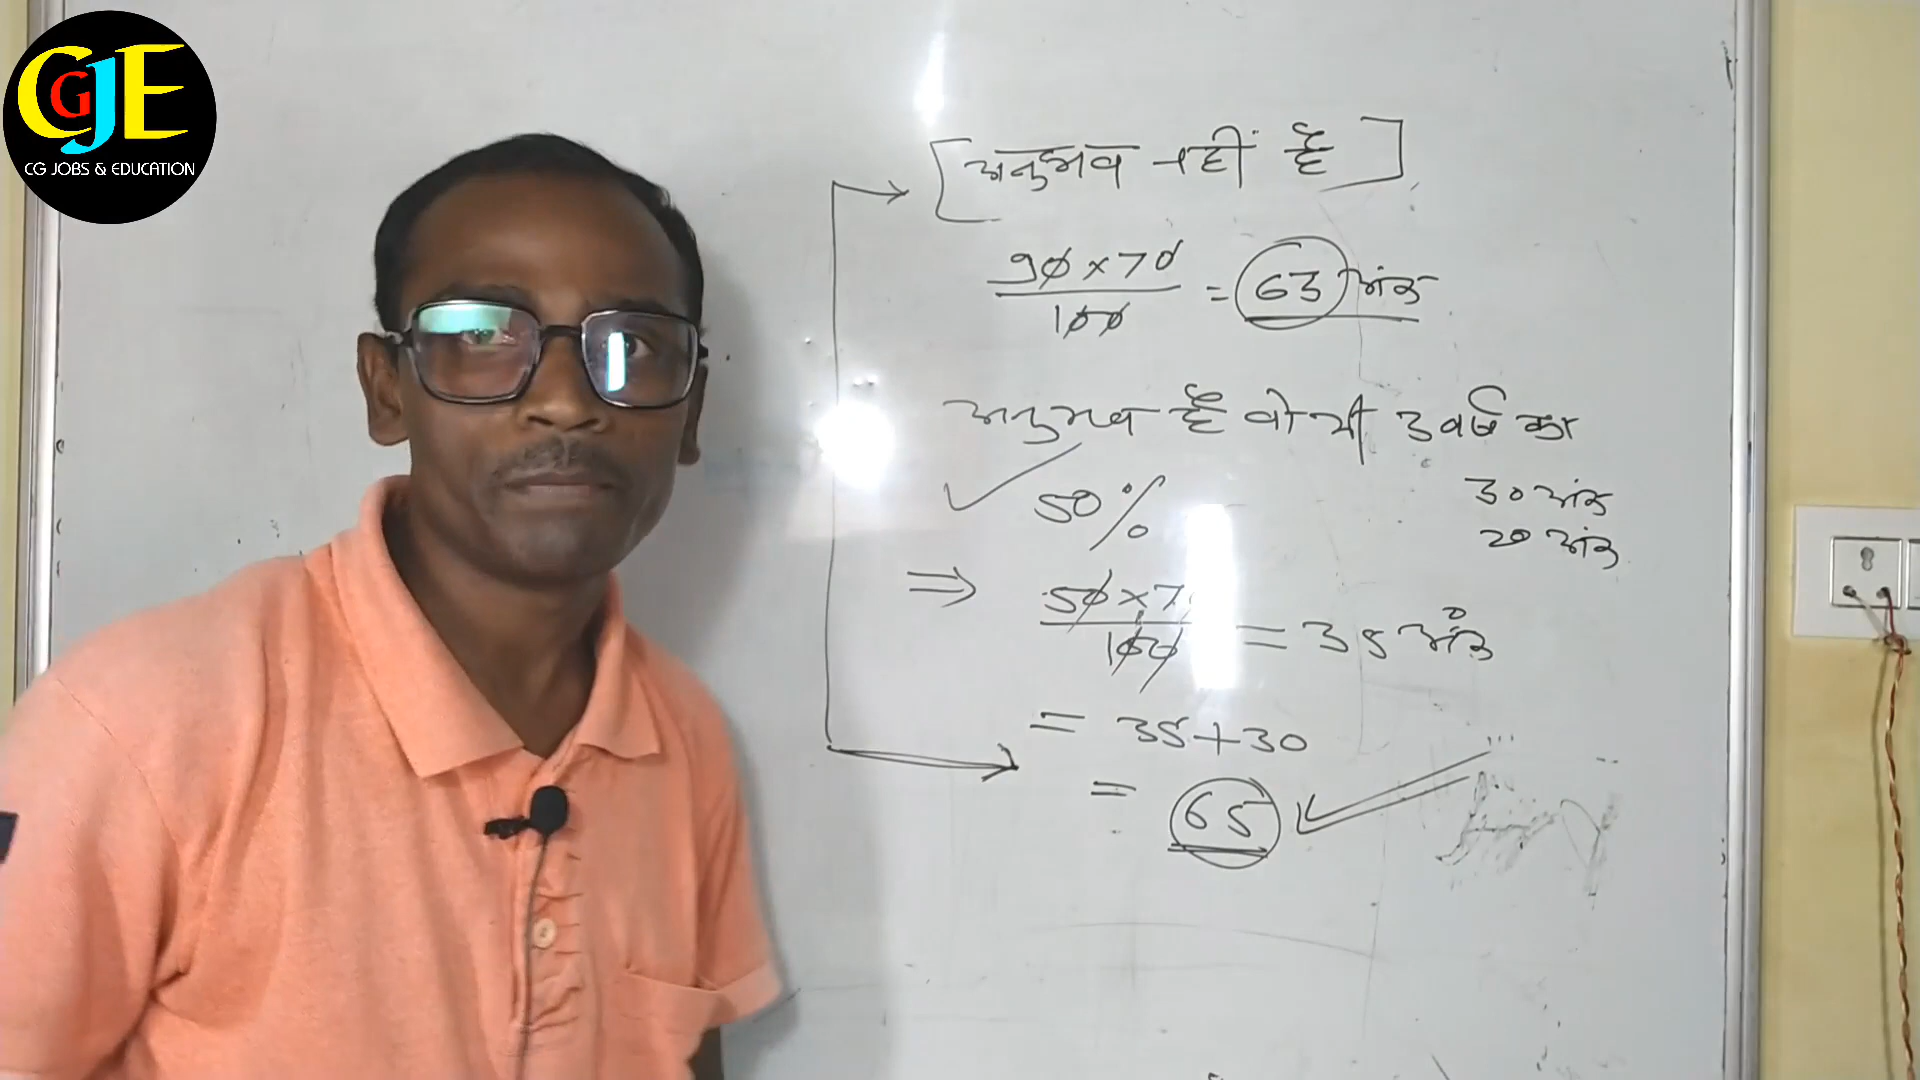 CGJE
CG JOBS & EDUCATION
[अनुभव नहीं है]
90 x 70
100
= 63 अंक
अनुभव है वो भी 3 वर्ष का
50%
30 अंक
20 अंक
⇒ 50 x 7
100
= 35 अंक
= 35+30
= 65